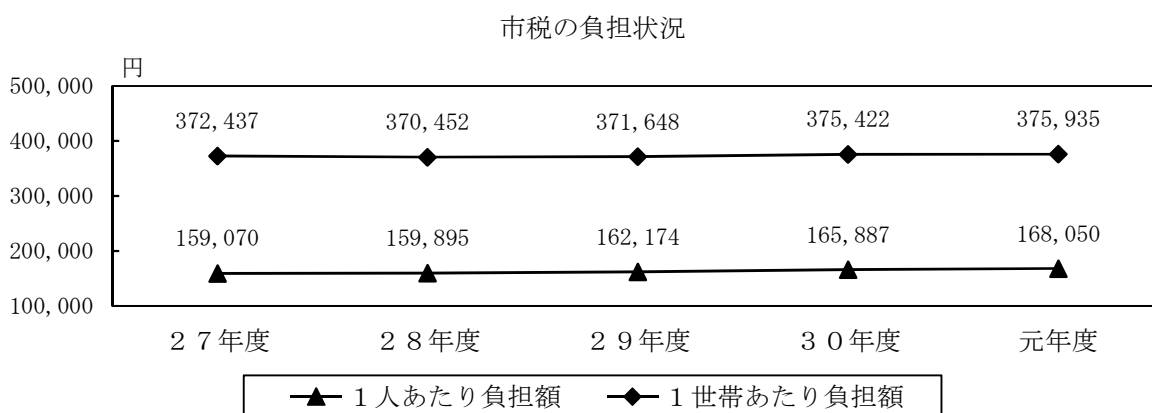 市税の負担状況
円
500,000
372,437 370,452 371,648 375,422 375,935
400,000
300,000
159,070 159,895 162,174 165,887 168,050
200,000
100,000
２７年度 ２８年度 ２９年度 ３０年度 元年度
１人あたり負担額 １世帯あたり負担額